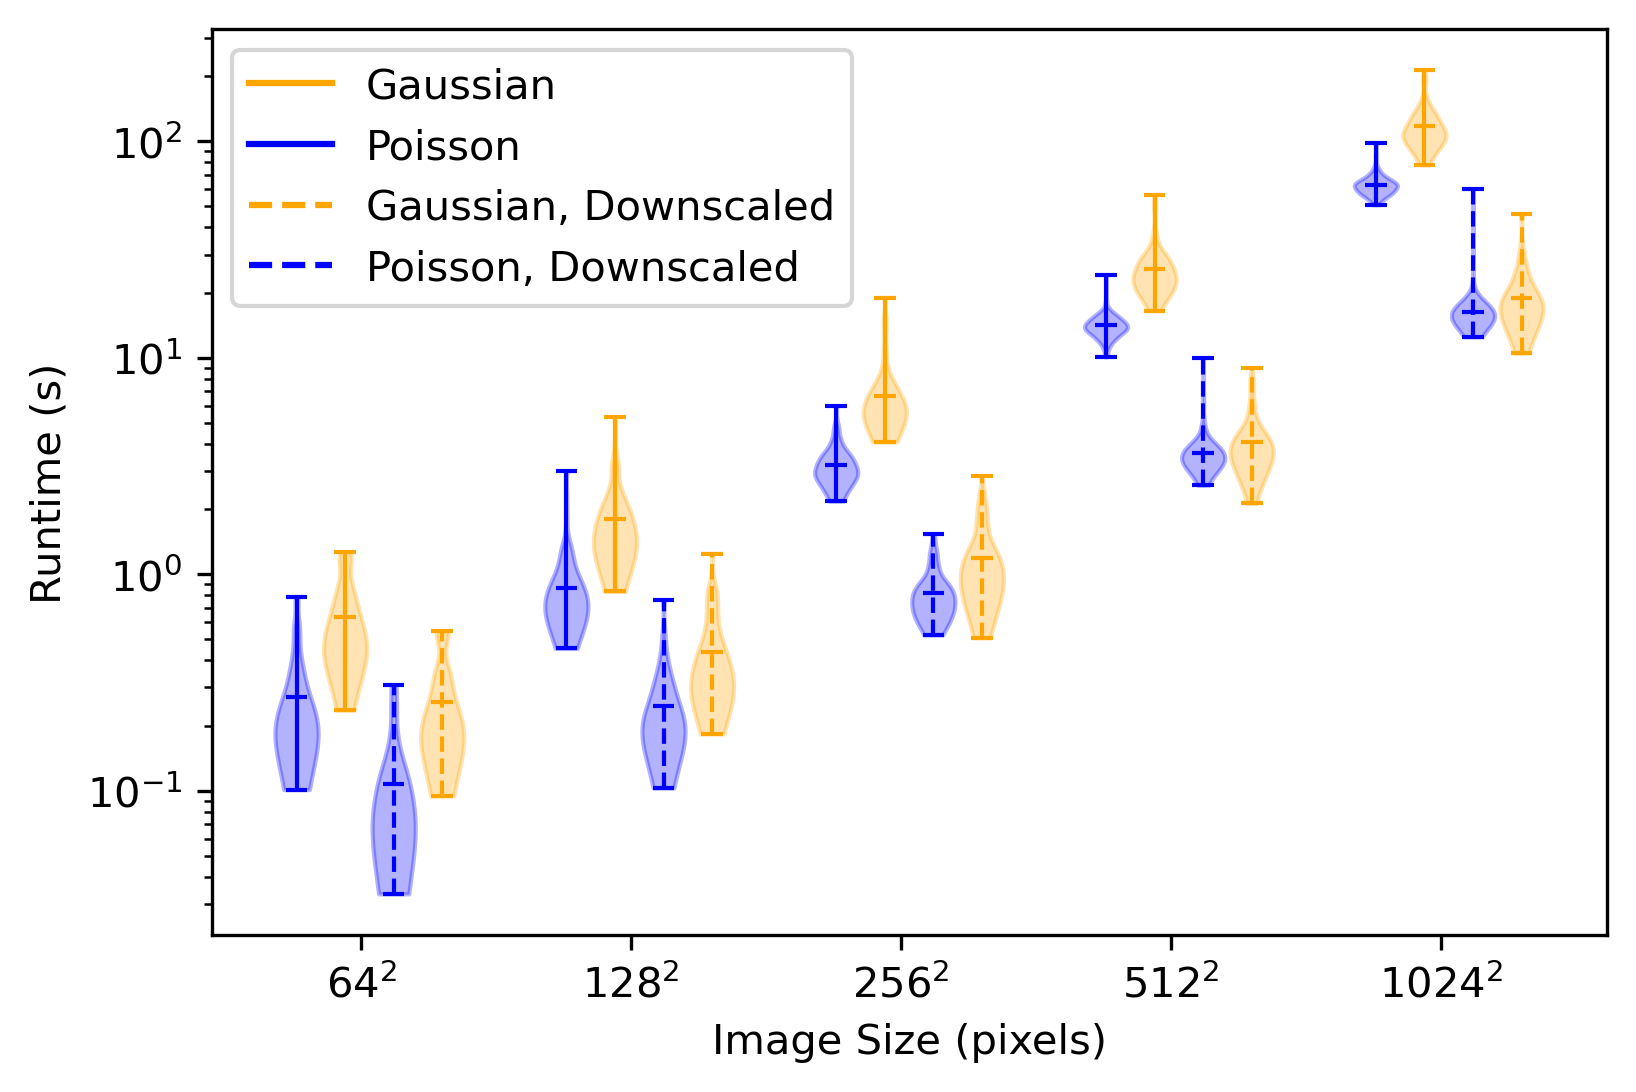 Gaussian
Poisson
Gaussian, Downscaled
Poisson, Downscaled
10²
10¹
10⁰
10⁻¹
Runtime (s)
64² 128² 256² 512² 1024²
Image Size (pixels)